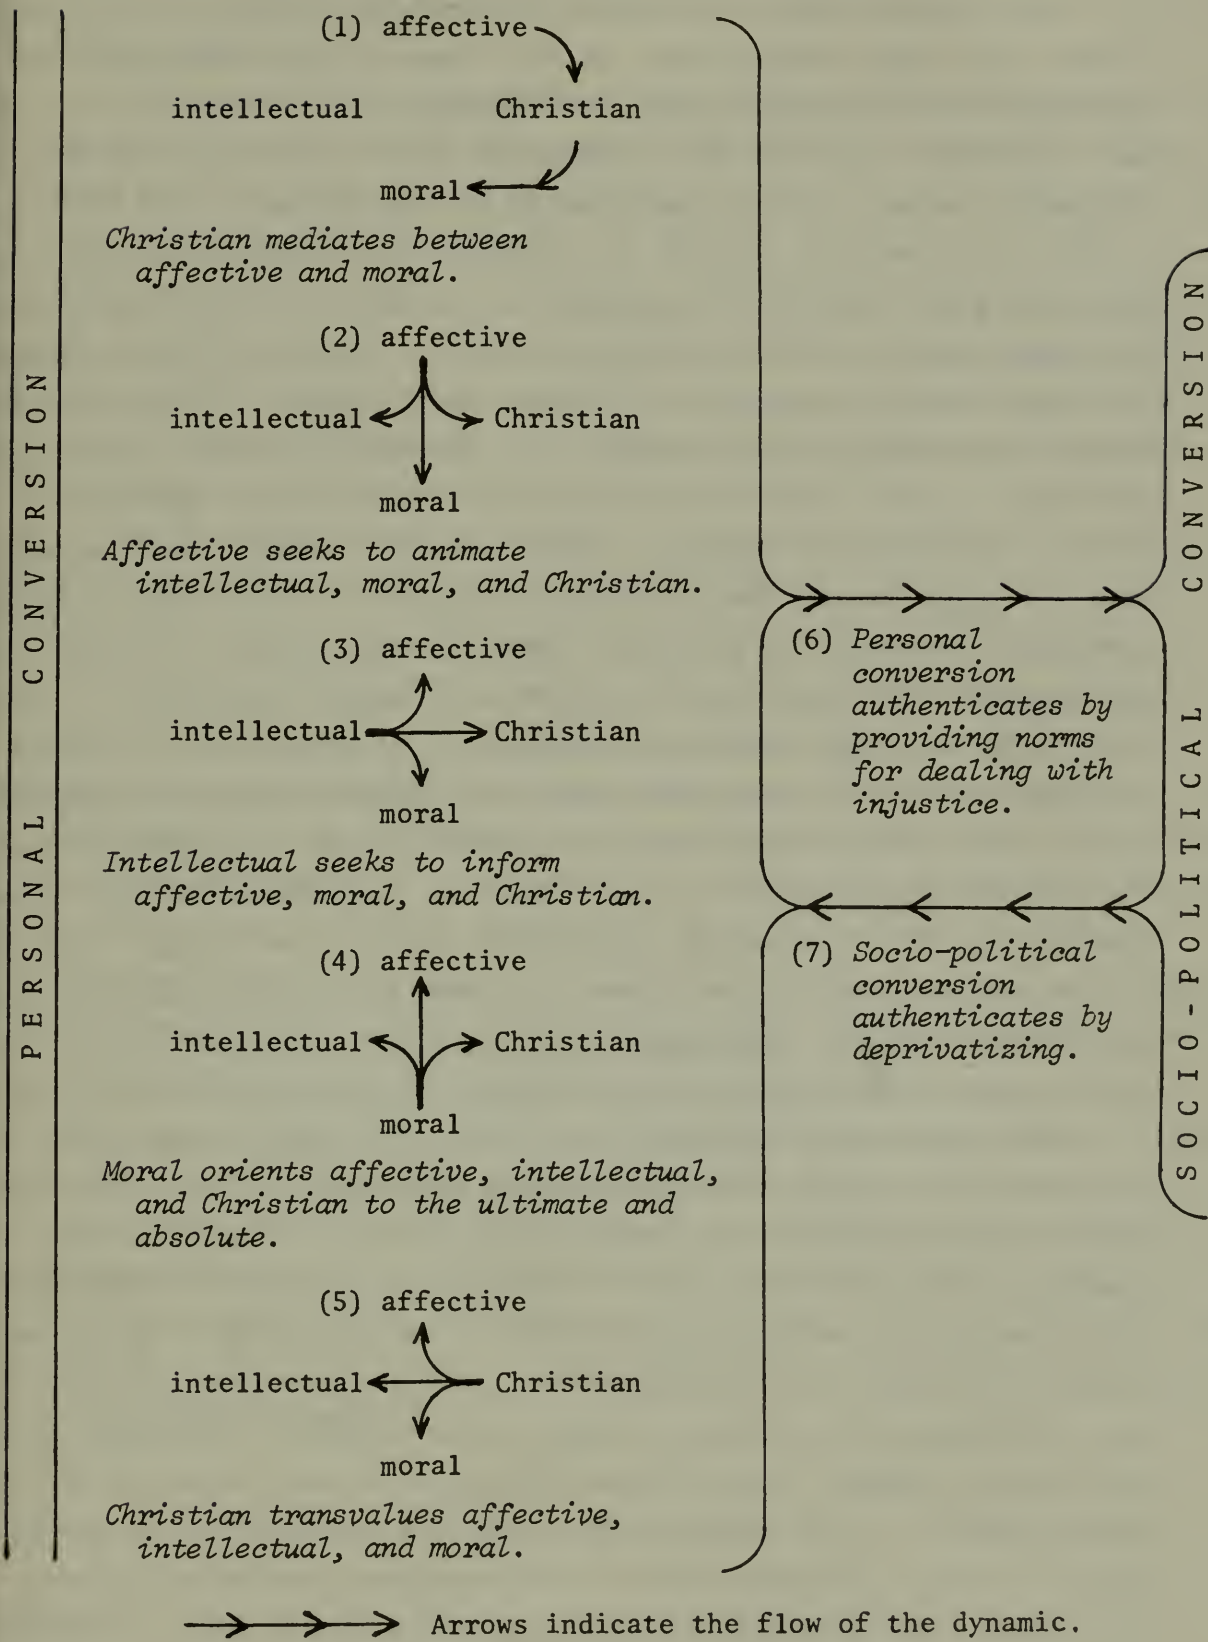 PERSONAL CONVERSION
(1) affective
intellectual Christian
moral
Christian mediates between
affective and moral.
(2) affective
intellectual Christian
moral
Affective seeks to animate
intellectual, moral, and Christian.
(3) affective
intellectual Christian
moral
Intellectual seeks to inform
affective, moral, and Christian.
(4) affective
intellectual Christian
moral
Moral orients affective, intellectual,
and Christian to the ultimate and
absolute.
(5) affective
intellectual Christian
moral
Christian transvalues affective,
intellectual, and moral.
(6) Personal
conversion
authenticates by
providing norms
for dealing with
injustice.
(7) Socio-political
conversion
authenticates by
deprivatizing.
SOCIO-POLITICAL CONVERSION
Arrows indicate the flow of the dynamic.